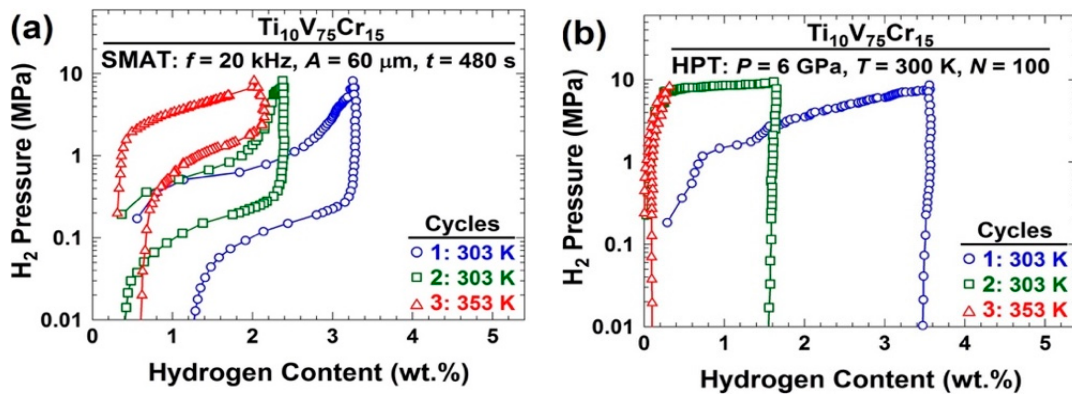 (a)
Ti₁₀V₇₅Cr₁₅
SMAT: f = 20 kHz, A = 60 μm, t = 480 s
H₂ Pressure (MPa)
100
10
1
0.1
0.01
Cycles
1: 303 K
2: 303 K
3: 353 K
0 1 2 3 4 5
Hydrogen Content (wt.%)
(b)
Ti₁₀V₇₅Cr₁₅
HPT: P = 6 GPa, T = 300 K, N = 100
H₂ Pressure (MPa)
100
10
1
0.1
0.01
Cycles
1: 303 K
2: 303 K
3: 353 K
0 1 2 3 4 5
Hydrogen Content (wt.%)